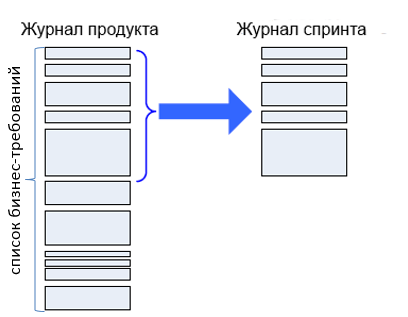 Журнал продукта
Журнал спринта
список бизнес-требований